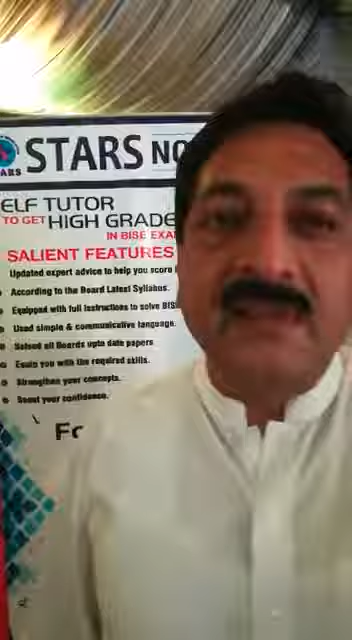 STARS NO
ARS
ELF TUTOR
TO GET HIGH GRADE
IN BISE EXA
SALIENT FEATURES
Updated expert advice to help you score
According to the Board Latest Syllabus.
Equipped with full instructions to solve BIS
Used simple & communicative language.
Solved all Boards upto date papers
Equip you with the required skills.
Strengthen your concepts.
Boost your confidence.
Fr